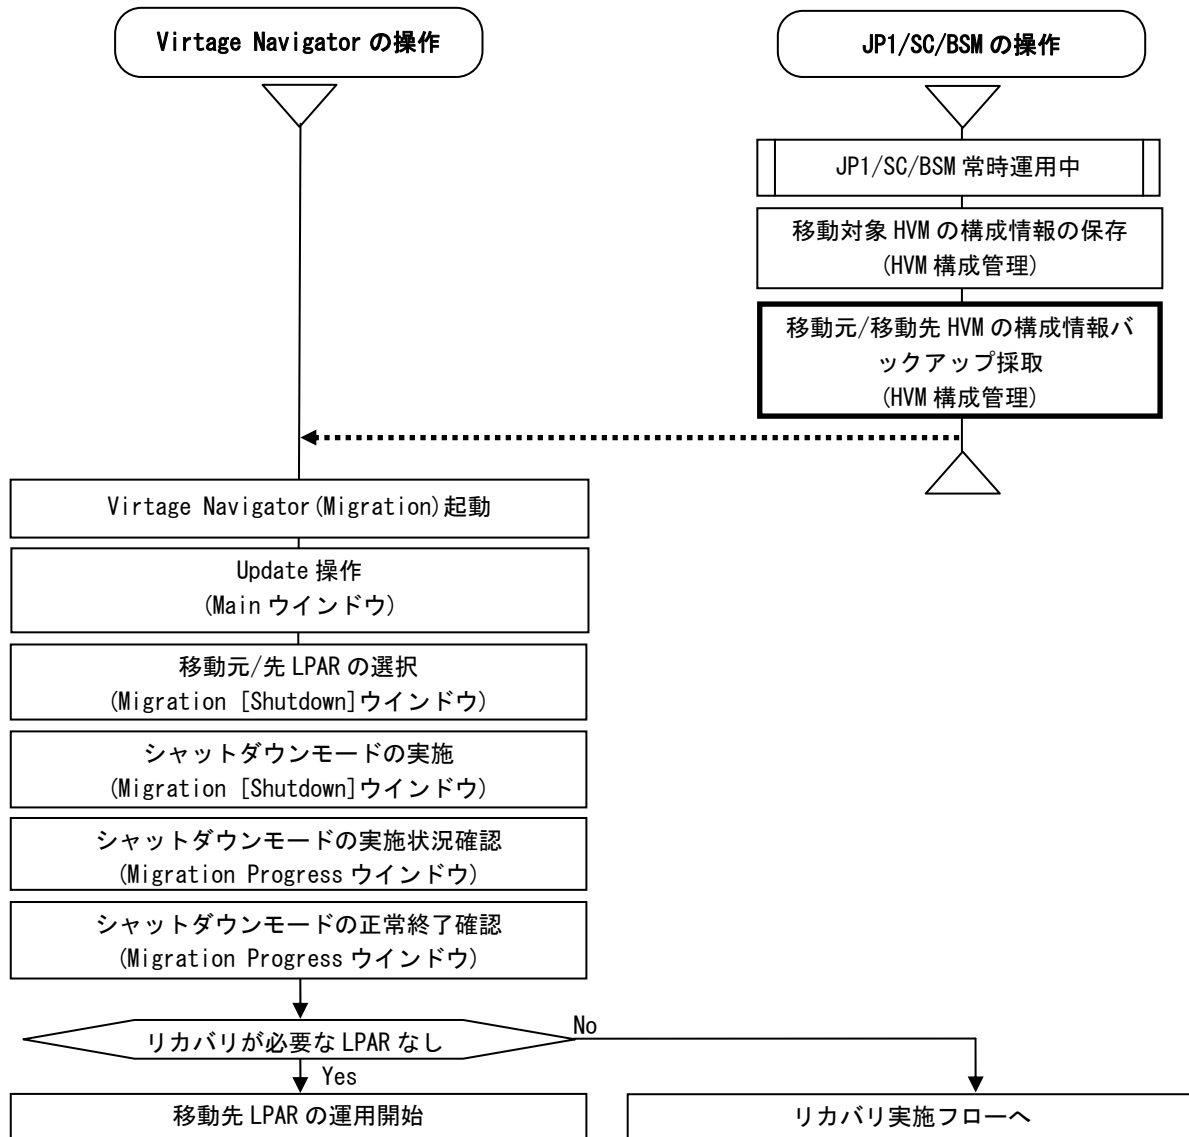 Virtage Navigator の操作
JP1/SC/BSM の操作
JP1/SC/BSM 常時運用中
移動対象 HVM の構成情報の保存
(HVM 構成管理)
移動元/移動先 HVM の構成情報バ
ックアップ採取
(HVM 構成管理)
Virtage Navigator(Migration)起動
Update 操作
(Main ウインドウ)
移動元/先 LPAR の選択
(Migration [Shutdown]ウインドウ)
シャットダウンモードの実施
(Migration [Shutdown]ウインドウ)
シャットダウンモードの実施状況確認
(Migration Progress ウインドウ)
シャットダウンモードの正常終了確認
(Migration Progress ウインドウ)
リカバリが必要な LPAR なし
No
Yes
移動先 LPAR の運用開始
リカバリ実施フローへ